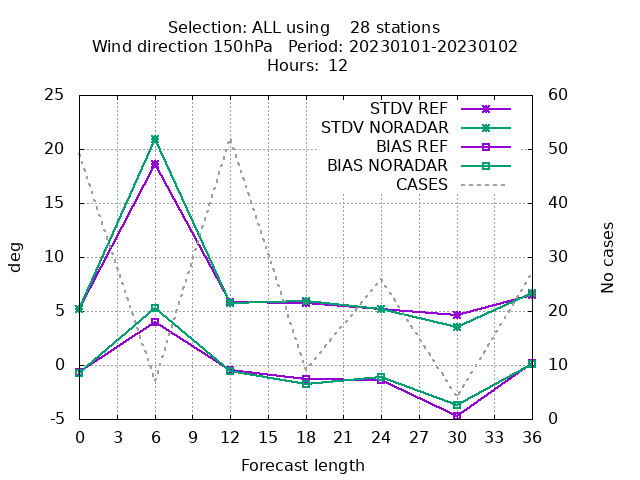 Selection: ALL using    28 stations
Wind direction 150hPa   Period: 20230101-20230102
Hours: 12
STDV REF
STDV NORADAR
BIAS REF
BIAS NORADAR
CASES
25
20
15
10
5
0
-5
deg
60
50
40
30
20
10
0
No cases
0 3 6 9 12 15 18 21 24 27 30 33 36
Forecast length